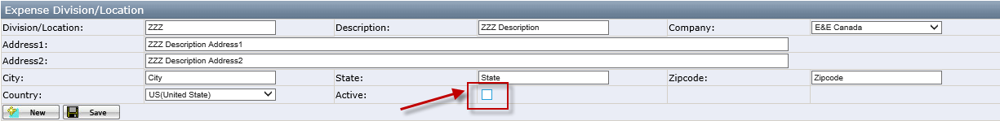 Expense Division/Location
Division/Location: ZZZ Description: ZZZ Description Company: E&E Canada
Address1: ZZZ Description Address1
Address2: ZZZ Description Address2
City: City State: State Zipcode: Zipcode
Country: US(United State) Active:
New Save